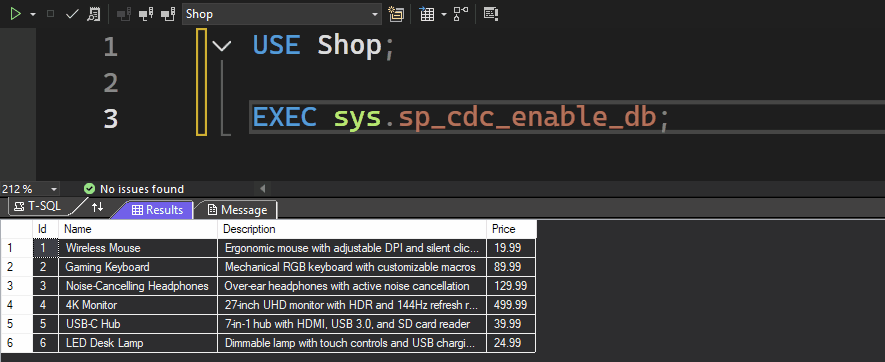 Shop
1 USE Shop;
2
3 EXEC sys.sp_cdc_enable_db;
212 % No issues found
T-SQL Results Message
Id Name Description Price
1 1 Wireless Mouse Ergonomic mouse with adjustable DPI and silent clic... 19.99
2 2 Gaming Keyboard Mechanical RGB keyboard with customizable macros 89.99
3 3 Noise-Cancelling Headphones Over-ear headphones with active noise cancellation 129.99
4 4 4K Monitor 27-inch UHD monitor with HDR and 144Hz refresh r... 499.99
5 5 USB-C Hub 7-in-1 hub with HDMI, USB 3.0, and SD card reader 39.99
6 6 LED Desk Lamp Dimmable lamp with touch controls and USB chargi... 24.99